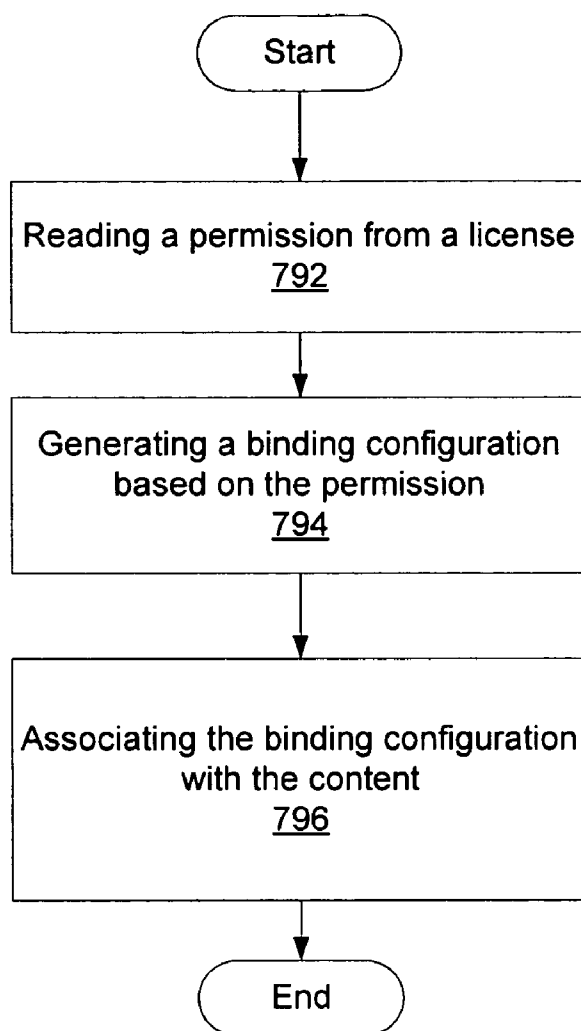 Start
Reading a permission from a license
792
Generating a binding configuration
based on the permission
794
Associating the binding configuration
with the content
796
End